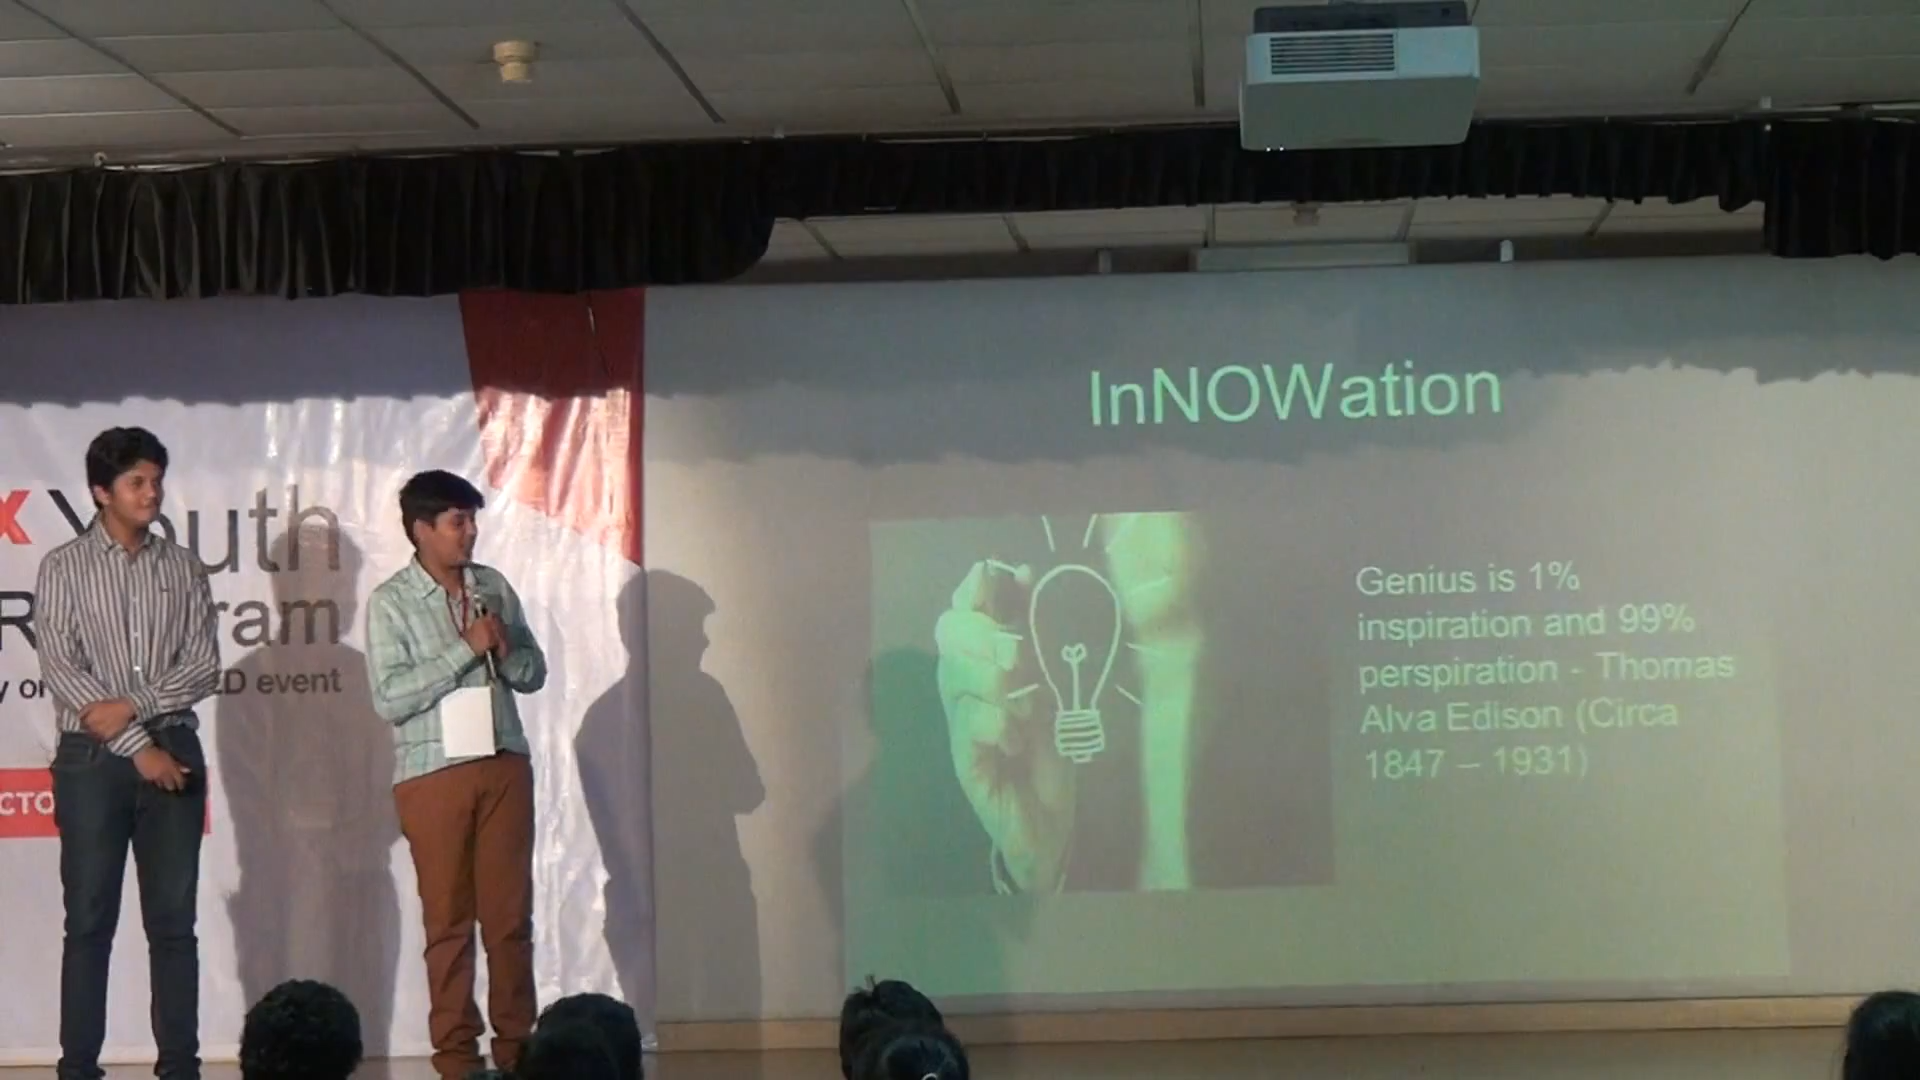 x Youth
R ram
y or ED event
CTO
InNOWation
Genius is 1%
inspiration and 99%
perspiration - Thomas
Alva Edison (Circa
1847 – 1931)